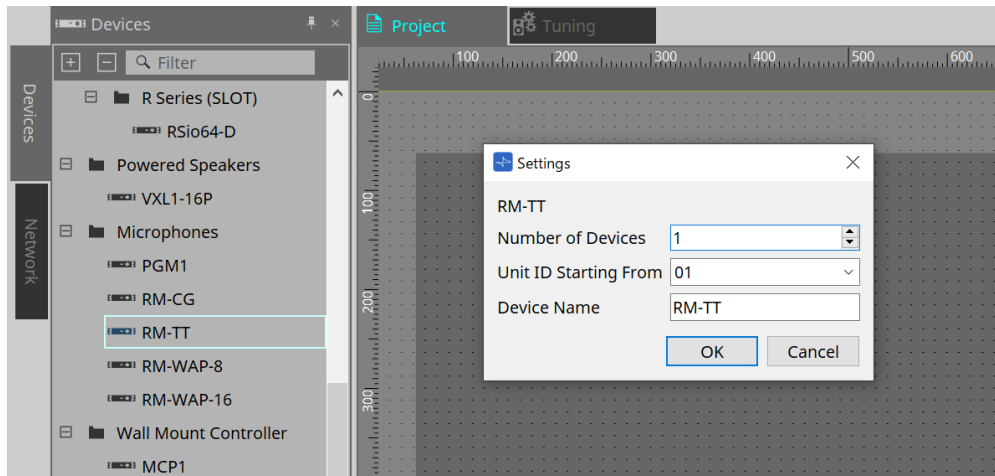 Devices
Project
Tuning
Filter
100 200 300 400 500 600
Devices
Network
R Series (SLOT)
RSio64-D
Powered Speakers
VXL1-16P
Microphones
PGM1
RM-CG
RM-TT
RM-WAP-8
RM-WAP-16
Wall Mount Controller
MCP1
0
100
200
300
Settings
RM-TT
Number of Devices 1
Unit ID Starting From 01
Device Name RM-TT
OK Cancel